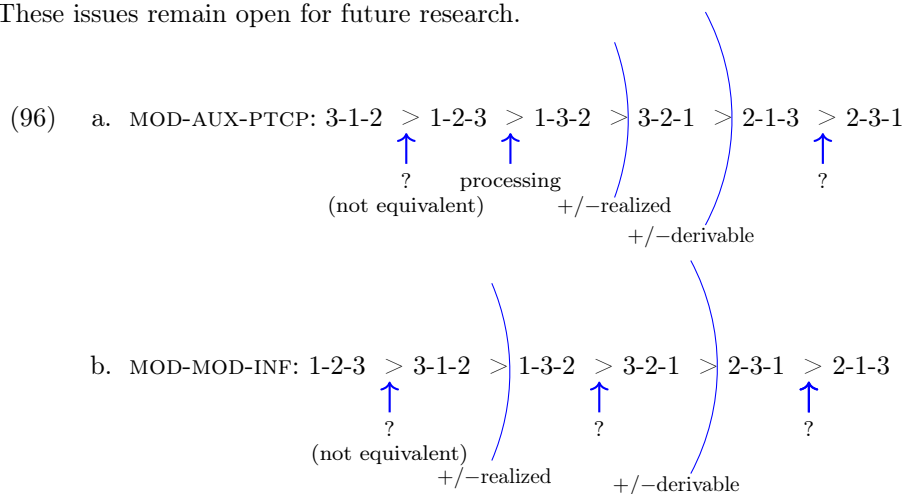 These issues remain open for future research.
(96) a. MOD-AUX-PTCP: 3-1-2 > 1-2-3 > 1-3-2 > 3-2-1 > 2-1-3 > 2-3-1
? processing ?
(not equivalent) +/−realized
+/−derivable
b. MOD-MOD-INF: 1-2-3 > 3-1-2 > 1-3-2 > 3-2-1 > 2-3-1 > 2-1-3
? ? ?
(not equivalent)
+/−realized +/−derivable